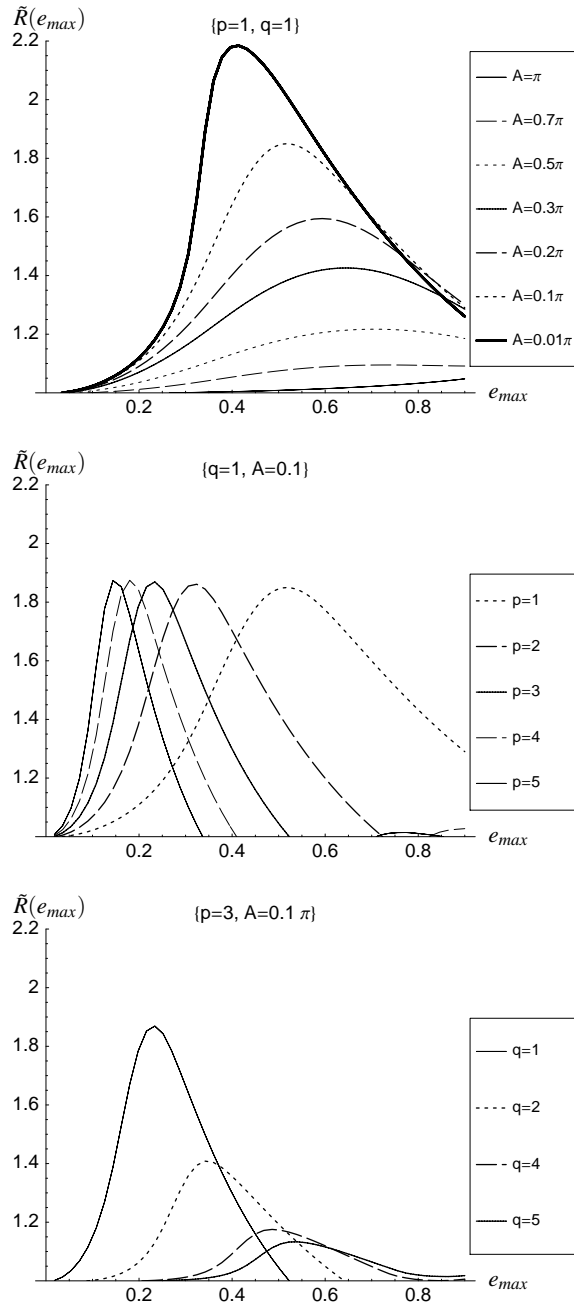 R̃(e_max)
{p=1, q=1}
2.2
2
1.8
1.6
1.4
1.2
0.2 0.4 0.6 0.8 e_max
A=π
A=0.7π
A=0.5π
A=0.3π
A=0.2π
A=0.1π
A=0.01π
R̃(e_max)
{q=1, A=0.1}
2.2
2
1.8
1.6
1.4
1.2
0.2 0.4 0.6 0.8 e_max
p=1
p=2
p=3
p=4
p=5
R̃(e_max)
{p=3, A=0.1 π}
2.2
2
1.8
1.6
1.4
1.2
0.2 0.4 0.6 0.8 e_max
q=1
q=2
q=4
q=5